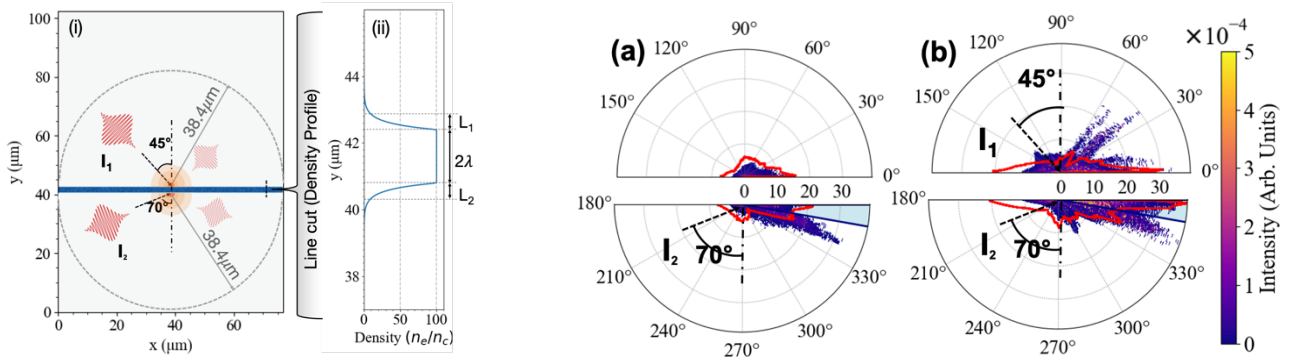 (i)
100
80
60
40
20
0
y (μm)
0
20
40
60
x (μm)
38.4μm
38.4μm
45°
70°
I₁
I₂
Line cut (Density Profile)
(ii)
44
42
40
38
y (μm)
0
50
100
Density (nₑ/n_c)
L₁
2λ
L₂
(a)
90°
120°
60°
150°
30°
0°
0 10 20 30
180°
210°
330°
240°
300°
270°
I₂
70°
(b)
90°
120°
60°
45°
150°
30°
I₁
0°
0 10 20 30
180°
210°
330°
240°
300°
270°
I₂
70°
×10⁻⁴
5
4
3
2
1
0
Intensity (Arb. Units)